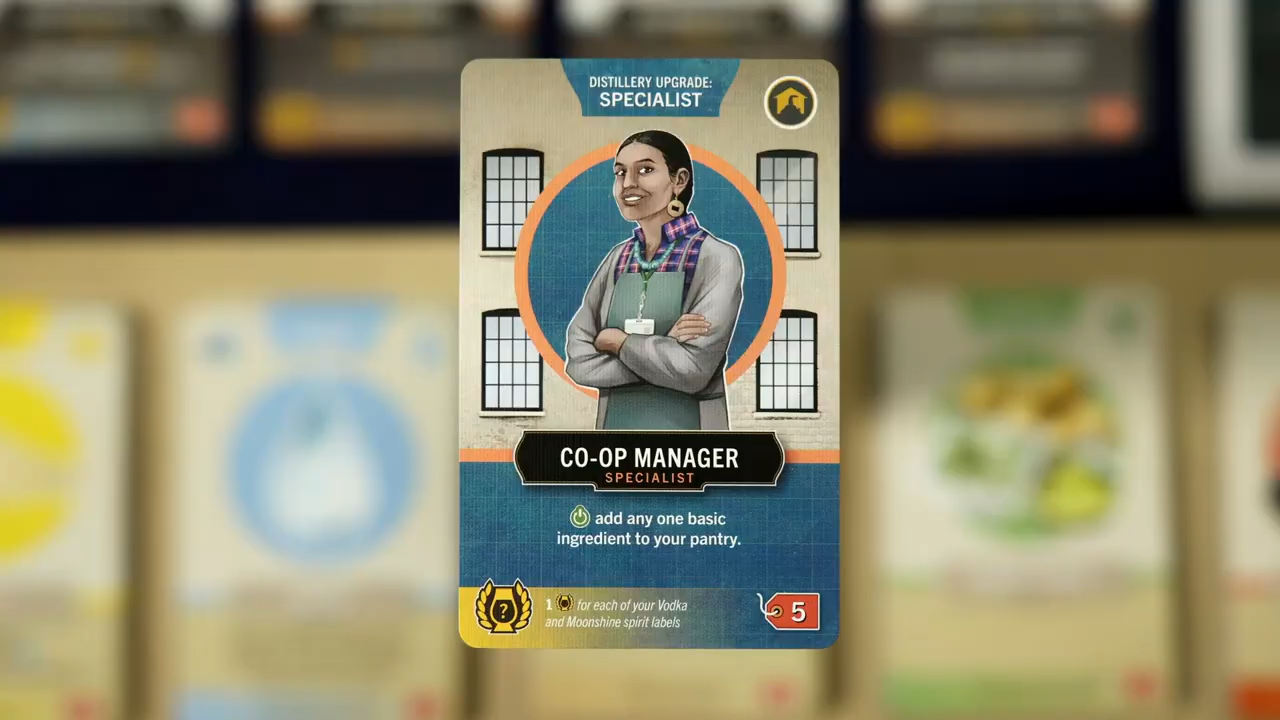 DISTILLERY UPGRADE:
SPECIALIST
CO-OP MANAGER
SPECIALIST
add any one basic
ingredient to your pantry.
?
1 for each of your Vodka
and Moonshine spirit labels
5